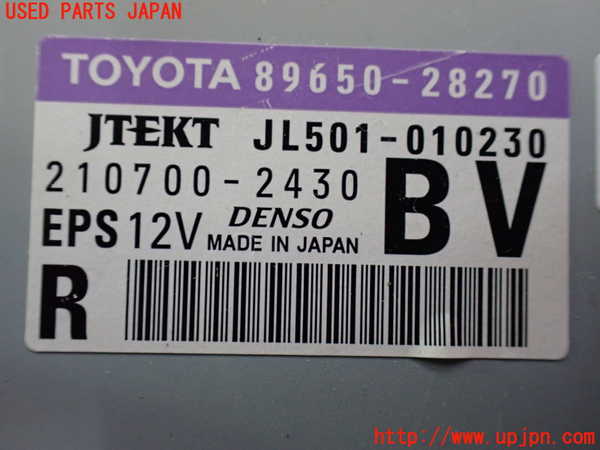 USED PARTS JAPAN
TOYOTA 89650-28270
JTEKT JL501-010230
210700-2430 BV
EPS 12V DENSO MADE IN JAPAN
R
http://www.upjpn.com/